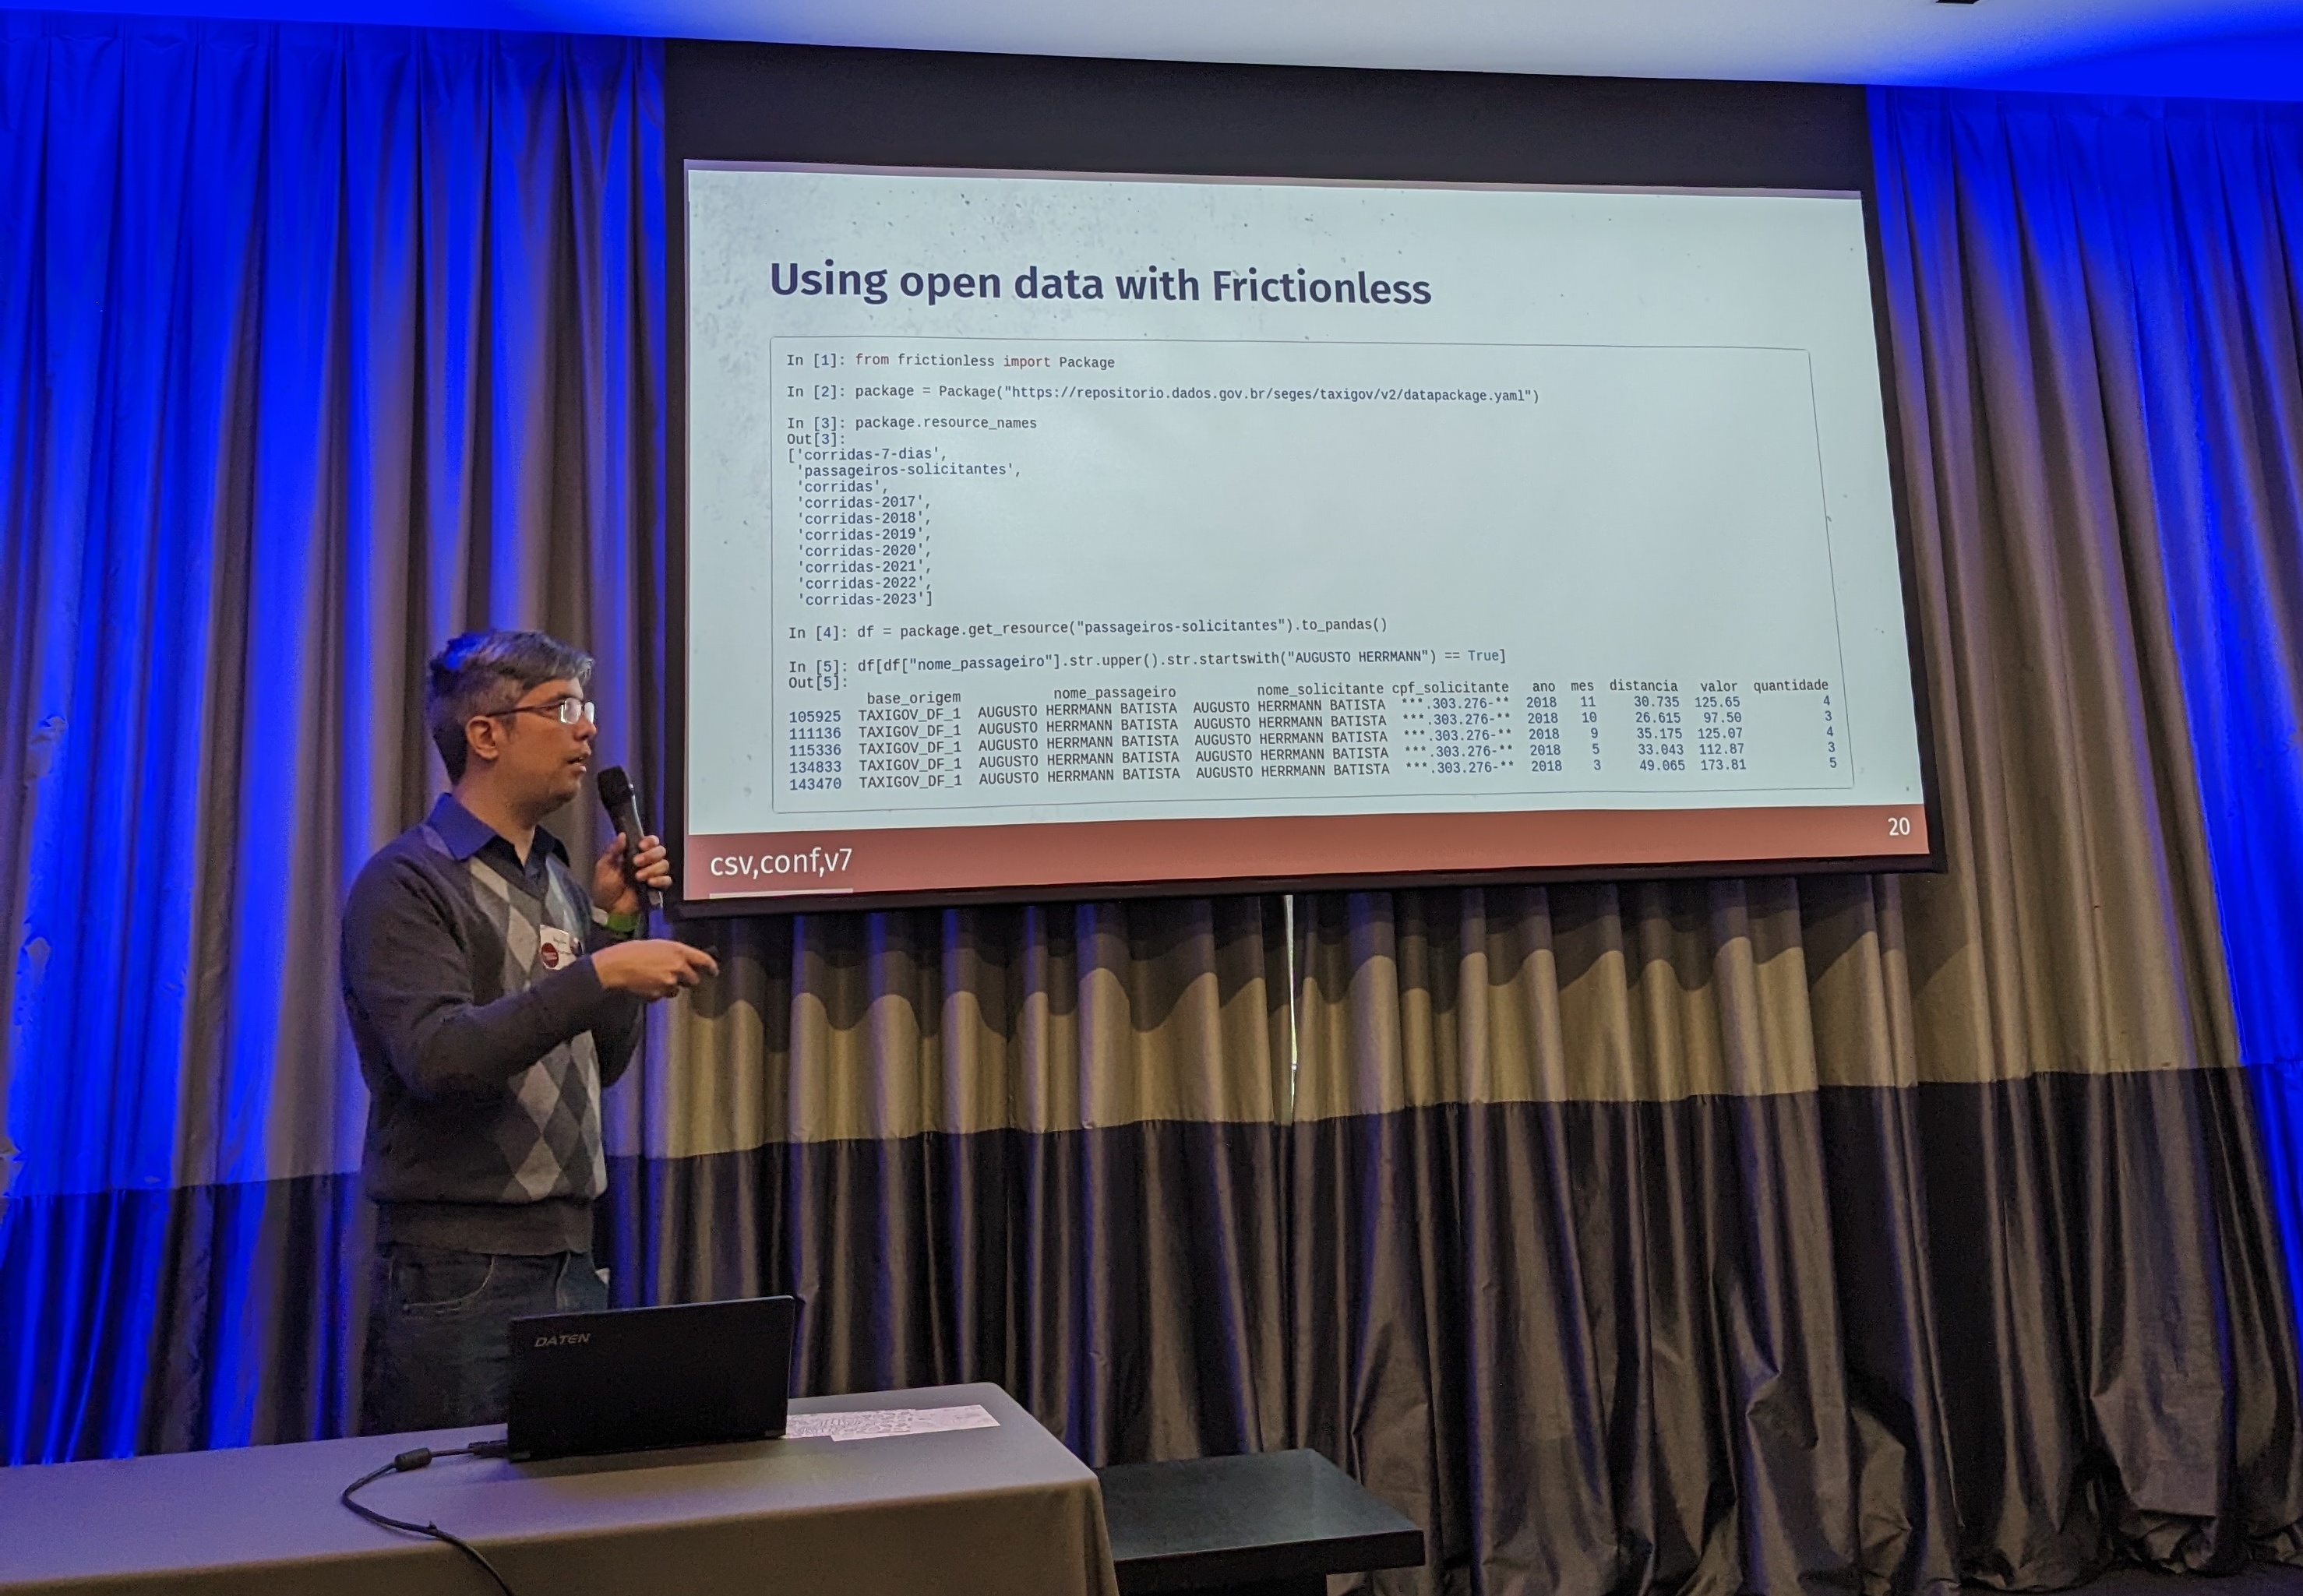 Using open data with Frictionless
In [1]: from frictionless import Package
In [2]: package = Package("https://repositorio.dados.gov.br/seges/taxigov/v2/datapackage.yaml")
In [3]: package.resource_names
Out[3]:
['corridas-7-dias',
'passageiros-solicitantes',
'corridas',
'corridas-2017',
'corridas-2018',
'corridas-2019',
'corridas-2020',
'corridas-2021',
'corridas-2022',
'corridas-2023']
In [4]: df = package.get_resource("passageiros-solicitantes").to_pandas()
In [5]: df[df["nome_passageiro"].str.upper().str.startswith("AUGUSTO HERRMANN") == True]
Out[5]:
base_origem nome_passageiro nome_solicitante cpf_solicitante ano mes distancia valor quantidade
105925 TAXIGOV_DF_1 AUGUSTO HERRMANN BATISTA AUGUSTO HERRMANN BATISTA ***.303.276-** 2018 11 30.735 125.65 4
111136 TAXIGOV_DF_1 AUGUSTO HERRMANN BATISTA AUGUSTO HERRMANN BATISTA ***.303.276-** 2018 10 26.615 97.50 3
115336 TAXIGOV_DF_1 AUGUSTO HERRMANN BATISTA AUGUSTO HERRMANN BATISTA ***.303.276-** 2018 9 35.175 125.07 4
134833 TAXIGOV_DF_1 AUGUSTO HERRMANN BATISTA AUGUSTO HERRMANN BATISTA ***.303.276-** 2018 5 33.043 112.87 3
143470 TAXIGOV_DF_1 AUGUSTO HERRMANN BATISTA AUGUSTO HERRMANN BATISTA ***.303.276-** 2018 3 49.065 173.81 5
csv,conf,v7
20
DATEN